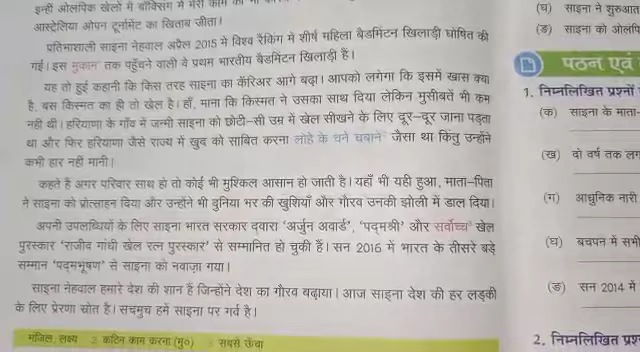 इन्हीं ओलंपिक खेलों में बॉक्सिंग में मेरी काम
आस्ट्रेलिया ओपन टूर्नामेंट का खिताब जीता।
प्रतिभाशाली साइना नेहवाल अप्रैल 2015 में विश्व रैंकिंग में शीर्ष महिला बैडमिंटन खिलाड़ी घोषित की
गईं। इस मुकाम तक पहुँचने वाली वे प्रथम भारतीय बैडमिंटन खिलाड़ी हैं।
यह तो हुई कहानी कि किस तरह साइना का कॅरिअर आगे बढ़ा। आपको लगेगा कि इसमें खास क्या
है, बस किस्मत का ही तो खेल है। हाँ, माना कि किस्मत ने उसका साथ दिया लेकिन मुसीबतें भी कम
नहीं थीं। हरियाणा के गाँव में जन्मी साइना को छोटी-सी उम्र में खेल सीखने के लिए दूर-दूर जाना पड़ता
था और फिर हरियाणा जैसे राज्य में खुद को साबित करना लोहे के चने चबाने² जैसा था किंतु उन्होंने
कभी हार नहीं मानी।
कहते हैं अगर परिवार साथ हो तो कोई भी मुश्किल आसान हो जाती है। यहाँ भी यही हुआ, माता-पिता
ने साइना को प्रोत्साहन दिया और उन्होंने भी दुनिया भर की खुशियाँ और गौरव उनकी झोली में डाल दिया।
अपनी उपलब्धियों के लिए साइना भारत सरकार द्वारा 'अर्जुन अवार्ड', 'पद्मश्री' और सर्वोच्च³ खेल
पुरस्कार 'राजीव गांधी खेल रत्न पुरस्कार' से सम्मानित हो चुकी हैं। सन 2016 में भारत के तीसरे बड़े
सम्मान 'पद्मभूषण' से साइना को नवाज़ा गया।
साइना नेहवाल हमारे देश की शान हैं जिन्होंने देश का गौरव बढ़ाया। आज साइना देश की हर लड़की
के लिए प्रेरणा स्रोत है। सचमुच हमें साइना पर गर्व है।
मंज़िल, लक्ष्य 2. कठिन काम करना (मु०) 3. सबसे ऊँचा
(घ) साइना ने शुरुआत
(ङ) साइना को ओलंपि
पठन एवं
1. निम्नलिखित प्रश्नों
(क) साइना के माता-
(ख) दो वर्ष तक लग
(ग) आधुनिक नारी
(घ) बचपन में सभी
(ङ) सन 2014 में
2. निम्नलिखित प्रश्